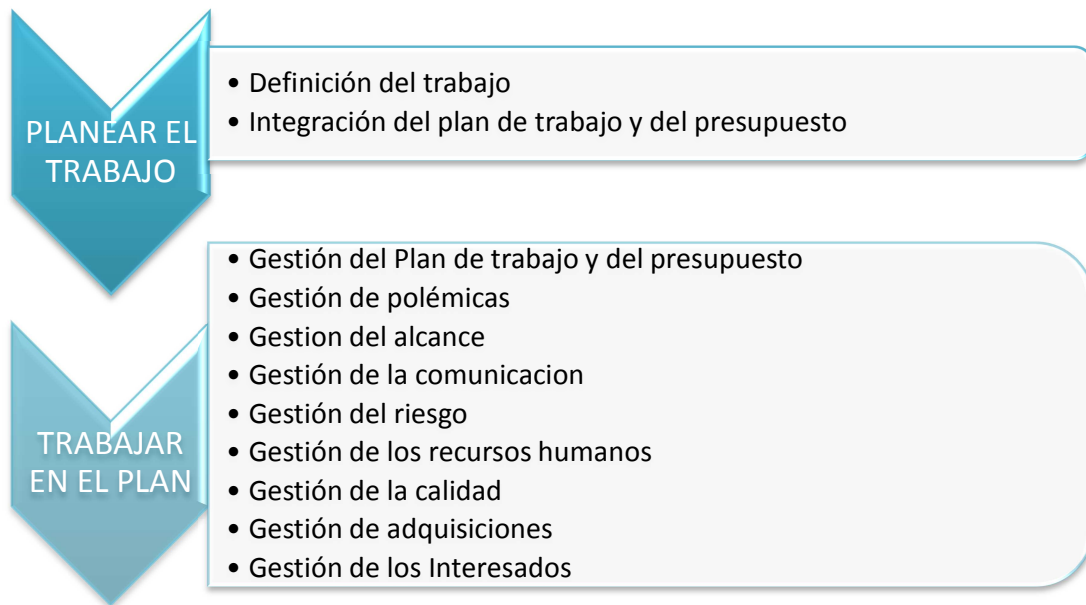 PLANEAR EL
TRABAJO
• Definición del trabajo
• Integración del plan de trabajo y del presupuesto
TRABAJAR
EN EL PLAN
• Gestión del Plan de trabajo y del presupuesto
• Gestión de polémicas
• Gestion del alcance
• Gestión de la comunicacion
• Gestión del riesgo
• Gestión de los recursos humanos
• Gestión de la calidad
• Gestión de adquisiciones
• Gestión de los Interesados